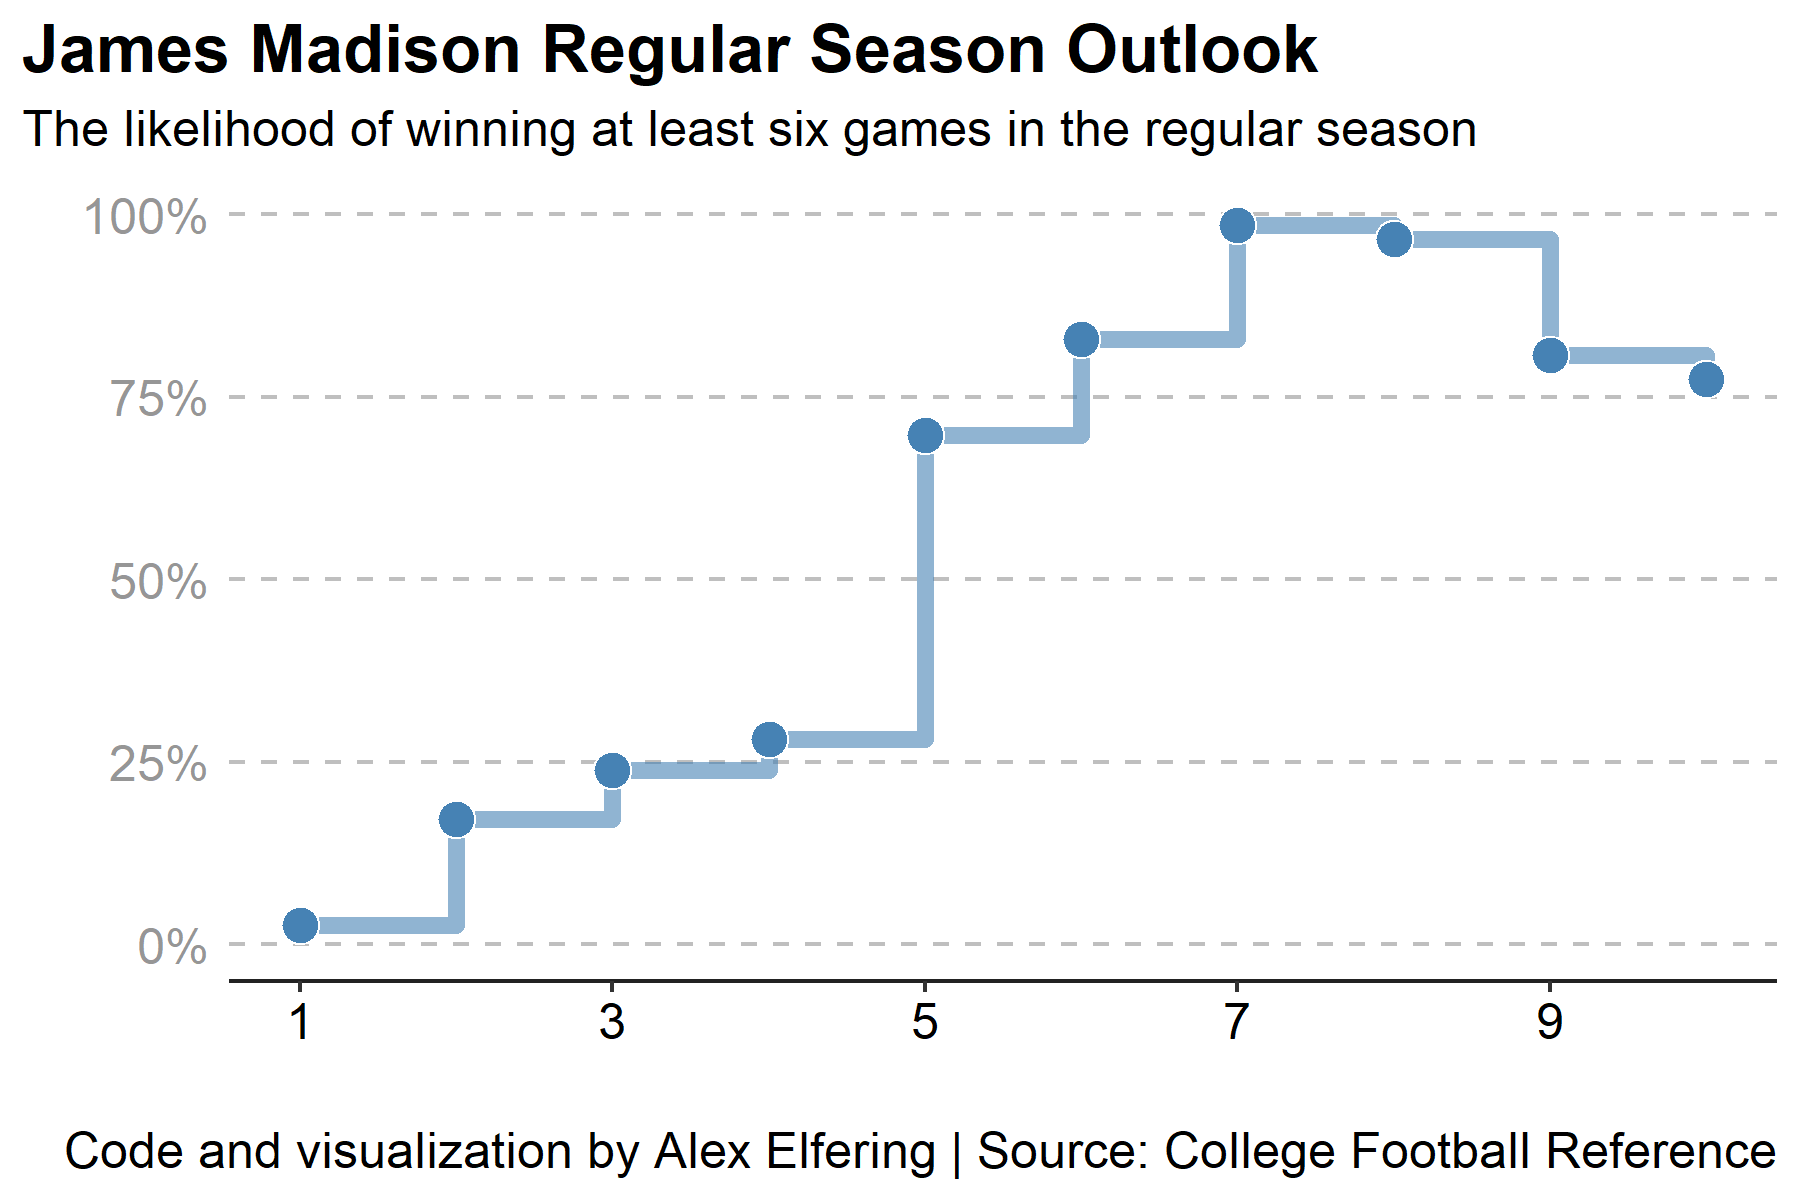 James Madison Regular Season Outlook
The likelihood of winning at least six games in the regular season
100%
75%
50%
25%
0%
1 3 5 7 9
Code and visualization by Alex Elfering | Source: College Football Reference